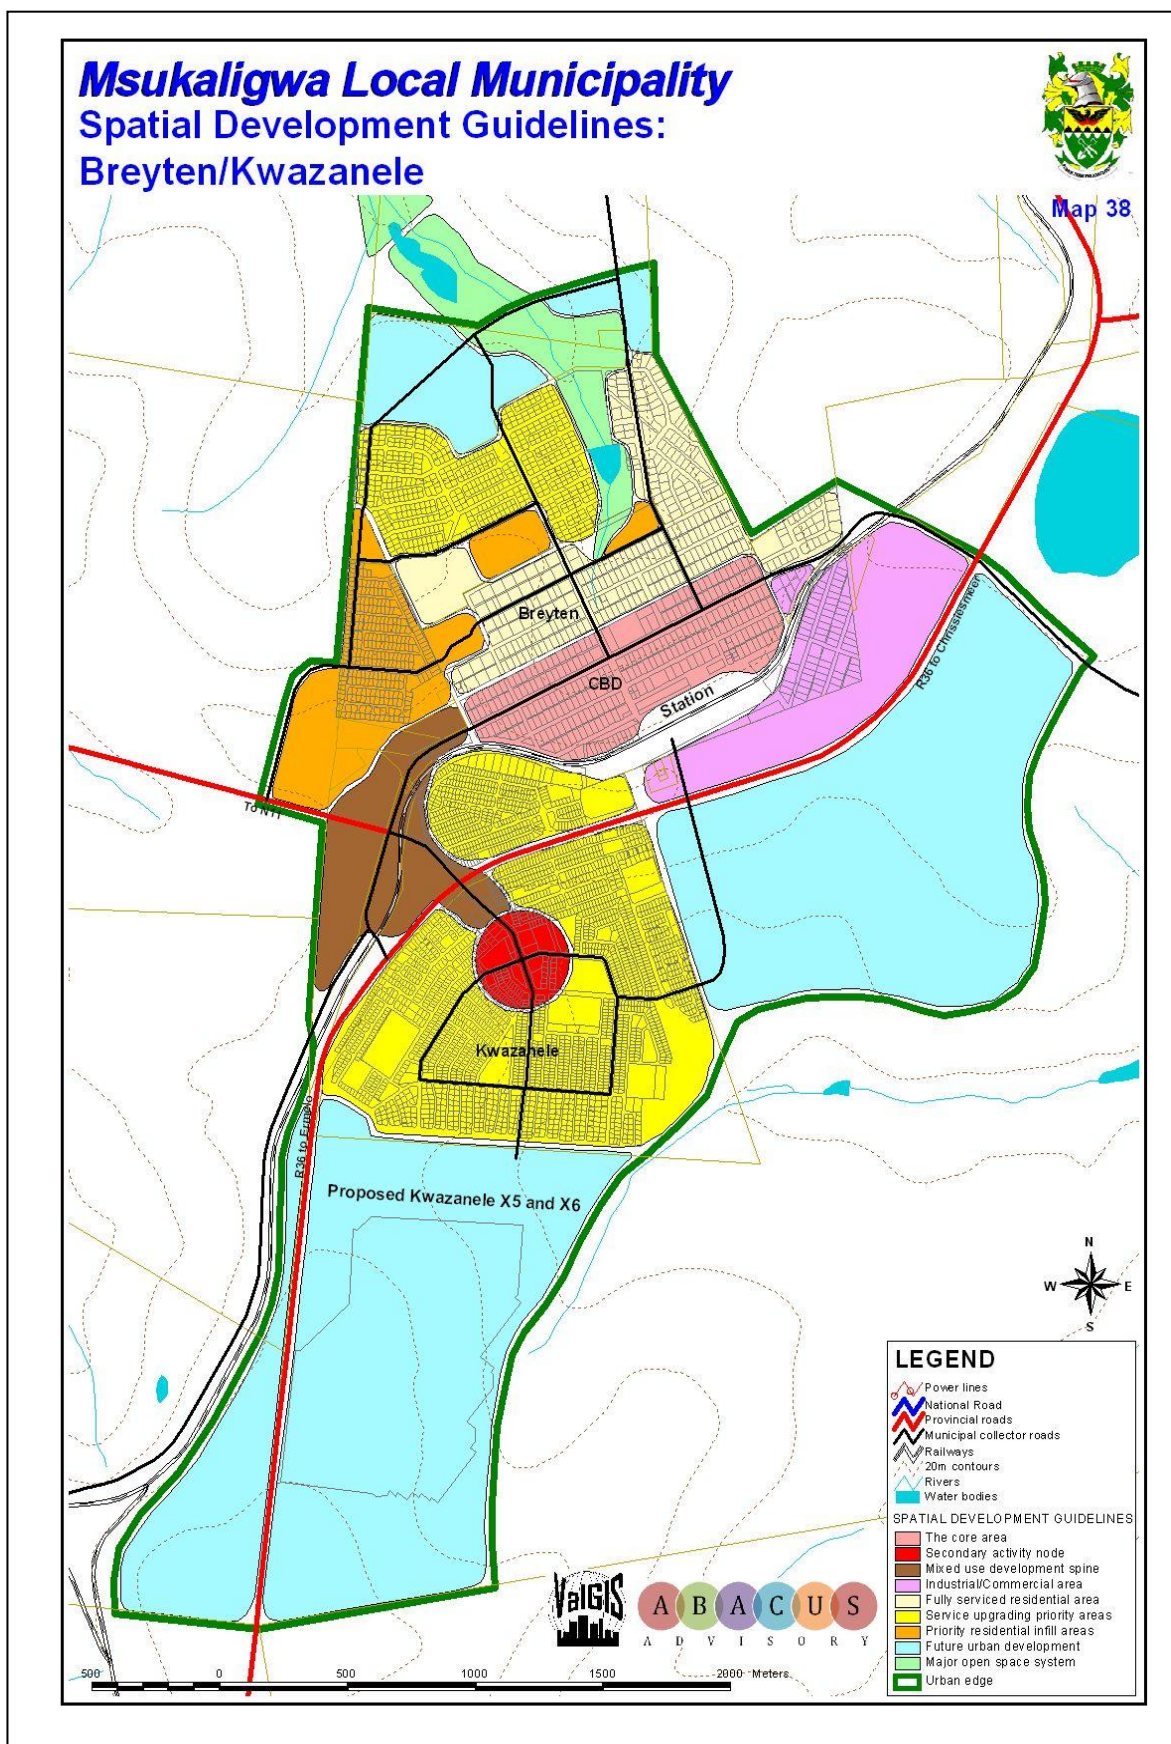 Msukaligwa Local Municipality
Spatial Development Guidelines:
Breyten/Kwazanele
Map 38
Breyten
CBD
Station
R36 to Chrissiesmeer
To N11
Kwazanele
R36 to Ermelo
Proposed Kwazanele X5 and X6
N
W E
S
LEGEND
Power lines
National Road
Provincial roads
Municipal collector roads
Railways
20m contours
Rivers
Water bodies
SPATIAL DEVELOPMENT GUIDELINES
The core area
Secondary activity node
Mixed use development spine
Industrial/Commercial area
Fully serviced residential area
Service upgrading priority areas
Priority residential infill areas
Future urban development
Major open space system
Urban edge
ValGIS
ABACUS
ADVISORY
500 0 500 1000 1500 2000 Meters